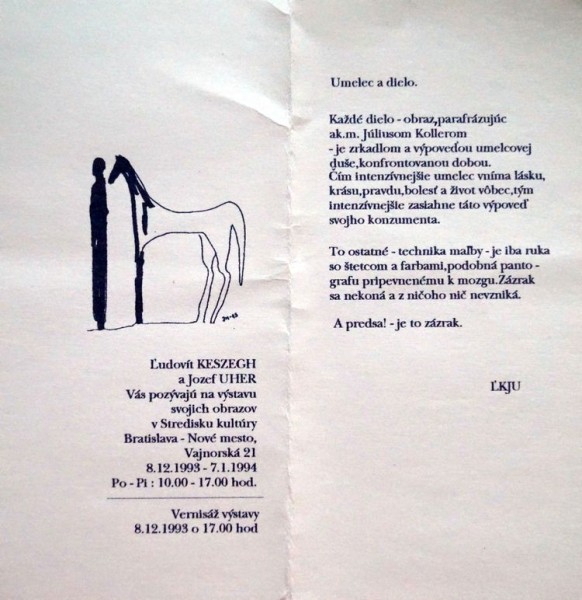 Ľudovít KESZEGH
a Jozef UHER
Vás pozývajú na výstavu
svojich obrazov
v Stredisku kultúry
Bratislava - Nové mesto,
Vajnorská 21
8.12.1993 - 7.1.1994
Po - Pi : 10.00 - 17.00 hod.
Vernisáž výstavy
8.12.1993 o 17.00 hod
Umelec a dielo.
Každé dielo - obraz,parafrázujúc
ak.m. Júliusom Kollerom
- je zrkadlom a výpoveďou umelcovej
duše,konfrontovanou dobou.
Čím intenzívnejšie umelec vníma lásku,
krásu,pravdu,bolesť a život vôbec,tým
intenzívnejšie zasiahne táto výpoveď
svojho konzumenta.
To ostatné - technika maľby - je iba ruka
so štetcom a farbami,podobná panto -
grafu pripevnenému k mozgu.Zázrak
sa nekoná a z ničoho nič nevzniká.
A predsa! - je to zázrak.
ĽKJU